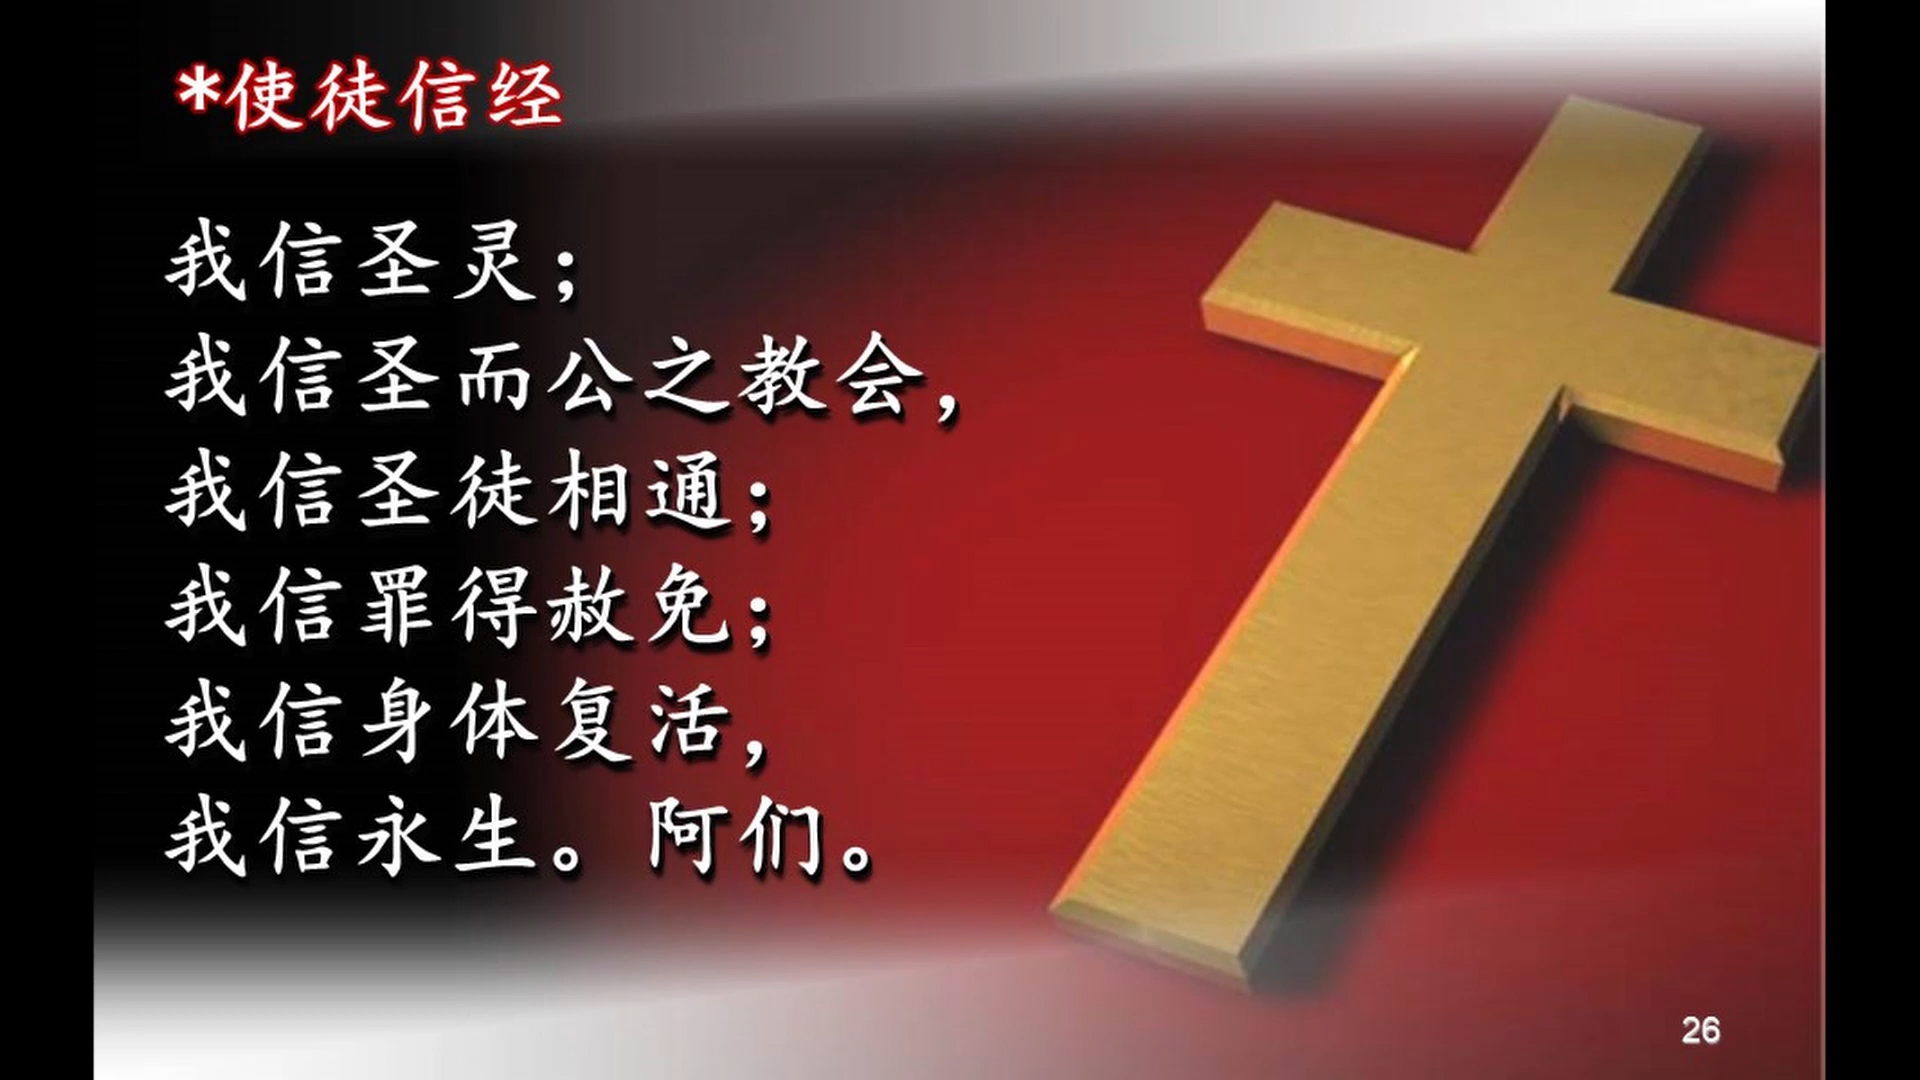 *使徒信经
我信圣灵；
我信圣而公之教会，
我信圣徒相通；
我信罪得赦免；
我信身体复活，
我信永生。阿们。
26